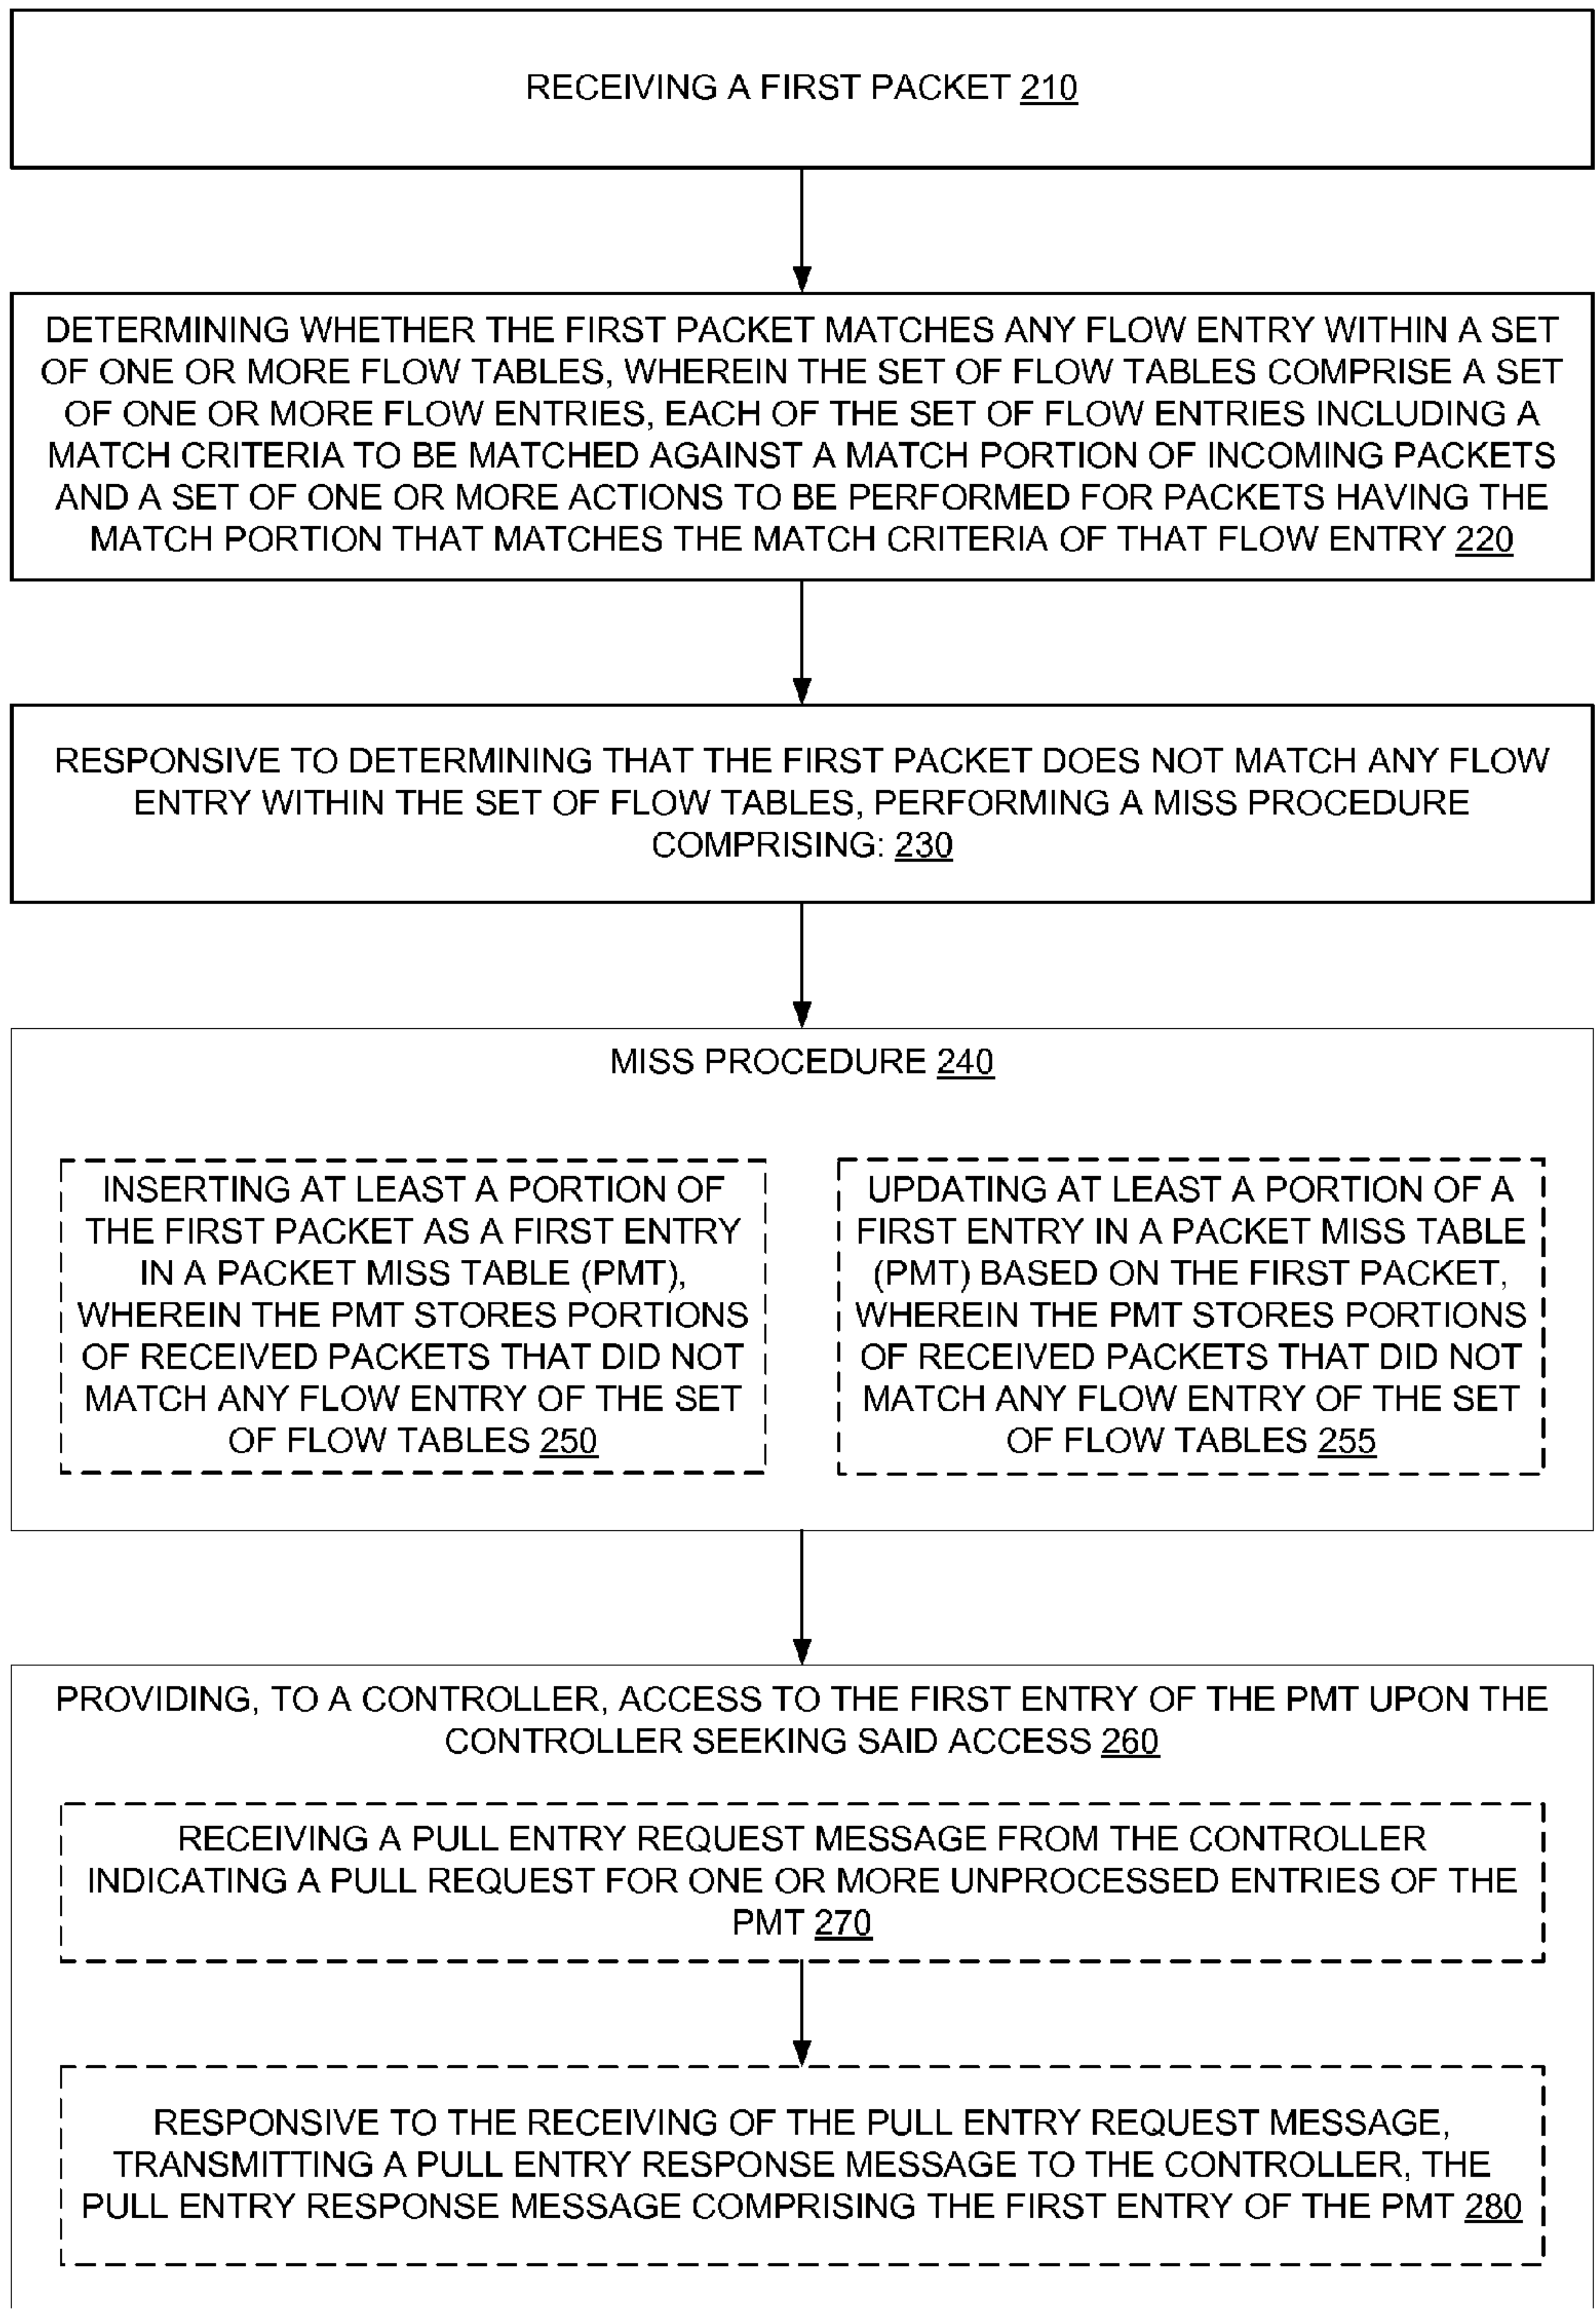 RECEIVING A FIRST PACKET 210
DETERMINING WHETHER THE FIRST PACKET MATCHES ANY FLOW ENTRY WITHIN A SET
OF ONE OR MORE FLOW TABLES, WHEREIN THE SET OF FLOW TABLES COMPRISE A SET
OF ONE OR MORE FLOW ENTRIES, EACH OF THE SET OF FLOW ENTRIES INCLUDING A
MATCH CRITERIA TO BE MATCHED AGAINST A MATCH PORTION OF INCOMING PACKETS
AND A SET OF ONE OR MORE ACTIONS TO BE PERFORMED FOR PACKETS HAVING THE
MATCH PORTION THAT MATCHES THE MATCH CRITERIA OF THAT FLOW ENTRY 220
RESPONSIVE TO DETERMINING THAT THE FIRST PACKET DOES NOT MATCH ANY FLOW
ENTRY WITHIN THE SET OF FLOW TABLES, PERFORMING A MISS PROCEDURE
COMPRISING: 230
MISS PROCEDURE 240
INSERTING AT LEAST A PORTION OF
THE FIRST PACKET AS A FIRST ENTRY
IN A PACKET MISS TABLE (PMT),
WHEREIN THE PMT STORES PORTIONS
OF RECEIVED PACKETS THAT DID NOT
MATCH ANY FLOW ENTRY OF THE SET
OF FLOW TABLES 250
UPDATING AT LEAST A PORTION OF A
FIRST ENTRY IN A PACKET MISS TABLE
(PMT) BASED ON THE FIRST PACKET,
WHEREIN THE PMT STORES PORTIONS
OF RECEIVED PACKETS THAT DID NOT
MATCH ANY FLOW ENTRY OF THE SET
OF FLOW TABLES 255
PROVIDING, TO A CONTROLLER, ACCESS TO THE FIRST ENTRY OF THE PMT UPON THE
CONTROLLER SEEKING SAID ACCESS 260
RECEIVING A PULL ENTRY REQUEST MESSAGE FROM THE CONTROLLER
INDICATING A PULL REQUEST FOR ONE OR MORE UNPROCESSED ENTRIES OF THE
PMT 270
RESPONSIVE TO THE RECEIVING OF THE PULL ENTRY REQUEST MESSAGE,
TRANSMITTING A PULL ENTRY RESPONSE MESSAGE TO THE CONTROLLER, THE
PULL ENTRY RESPONSE MESSAGE COMPRISING THE FIRST ENTRY OF THE PMT 280